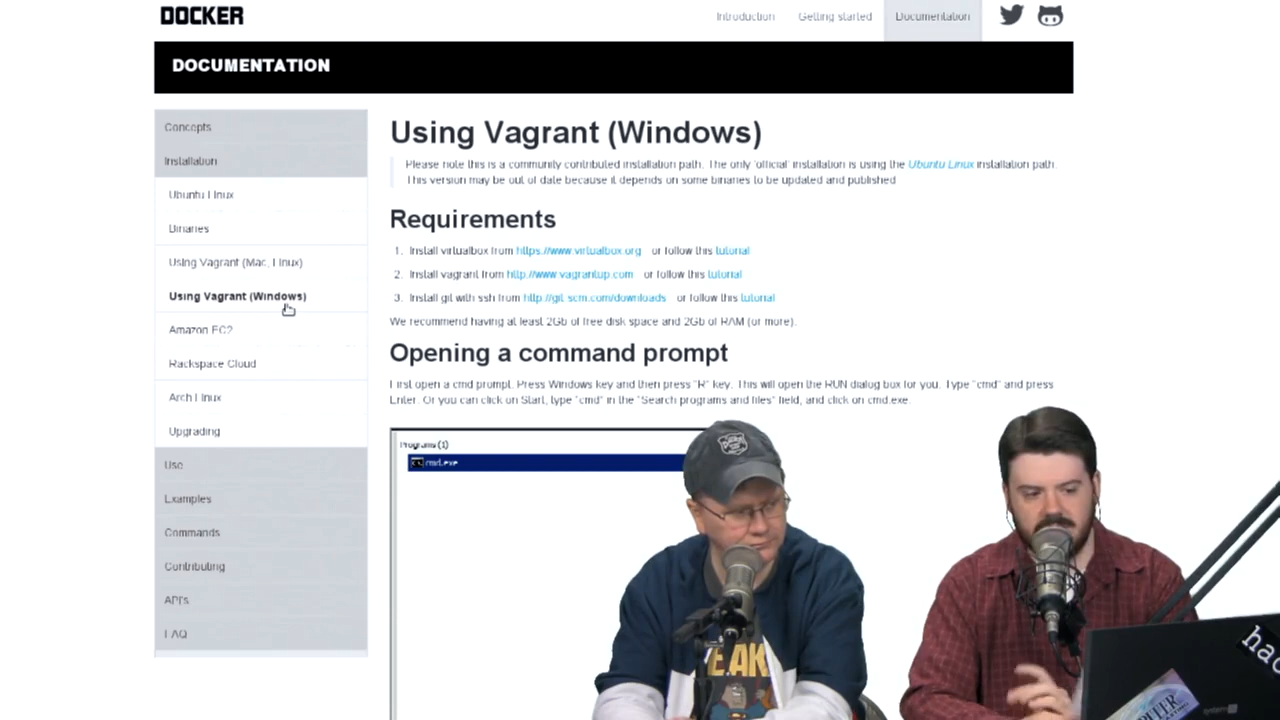 DOCKER
Introduction
Getting started
Documentation
DOCUMENTATION
Concepts
Installation
Ubuntu Linux
Binaries
Using Vagrant (Mac, Linux)
Using Vagrant (Windows)
Amazon EC2
Rackspace Cloud
Arch Linux
Upgrading
Use
Examples
Commands
Contributing
API's
FAQ
Using Vagrant (Windows)
Please note this is a community contributed installation path. The only 'official' installation is using the Ubuntu Linux installation path.
This version may be out of date because it depends on some binaries to be updated and published
Requirements
1. Install virtualbox from https://www.virtualbox.org or follow this tutorial
2. Install vagrant from http://www.vagrantup.com or follow this tutorial
3. Install git with ssh from http://git-scm.com/downloads or follow this tutorial
We recommend having at least 2Gb of free disk space and 2Gb of RAM (or more).
Opening a command prompt
First open a cmd prompt. Press Windows key and then press "R" key. This will open the RUN dialog box for you. Type "cmd" and press
Enter. Or you can click on Start, type "cmd" in the "Search programs and files" field, and click on cmd.exe.
Programs (1)
cmd.exe
EAK
hac
system